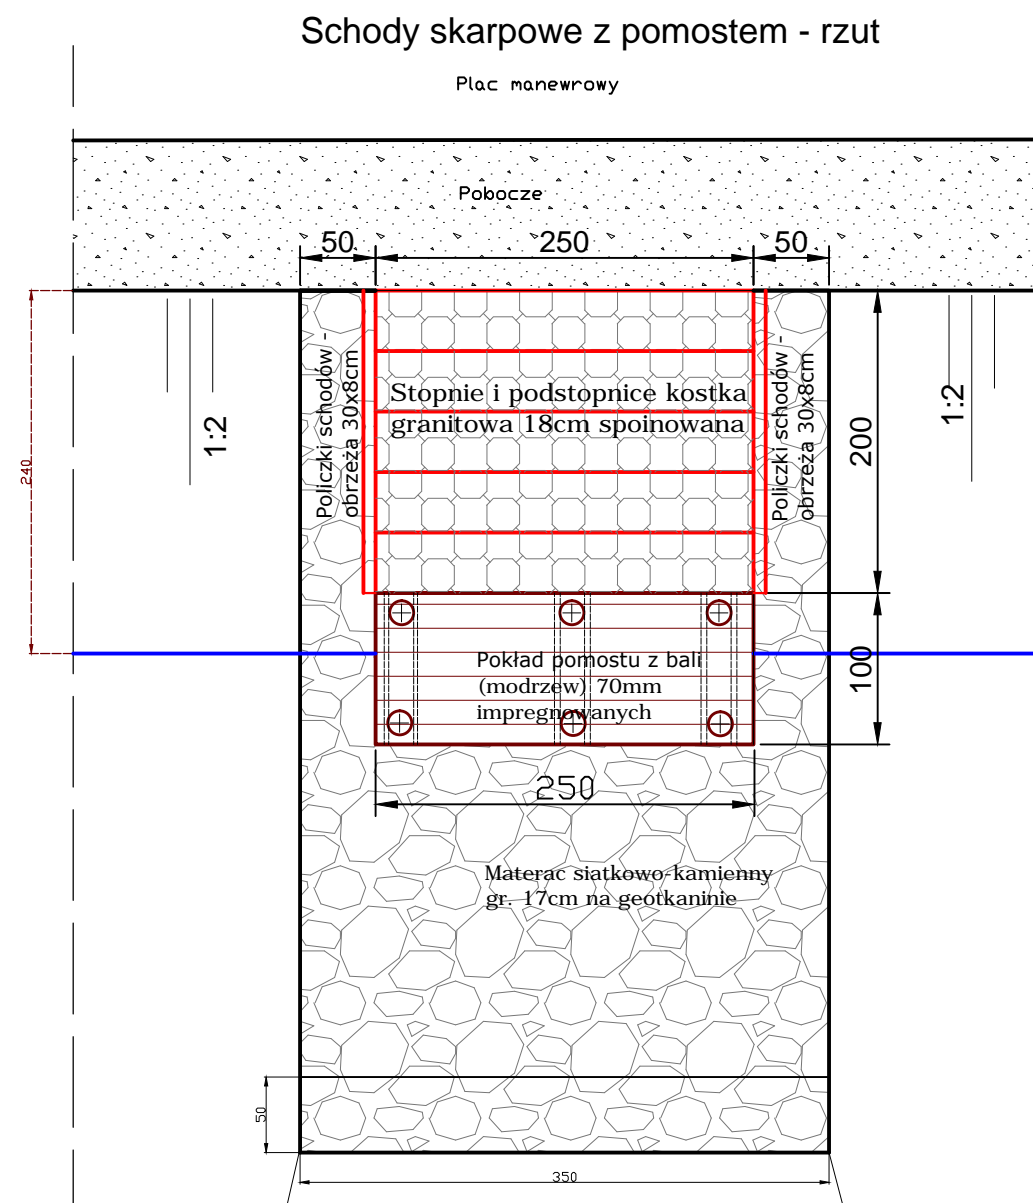 Schody skarpowe z pomostem - rzut
Plac manewrowy
Pobocze
50
250
50
Policzki schodów -
obrzeża 30x8cm
Stopnie i podstopnice kostka
granitowa 18cm spoinowana
Policzki schodów -
obrzeża 30x8cm
1:2
1:2
200
240
Pokład pomostu z bali
(modrzew) 70mm
impregnowanych
100
250
Materac siatkowo-kamienny
gr. 17cm na geotkaninie
50
350